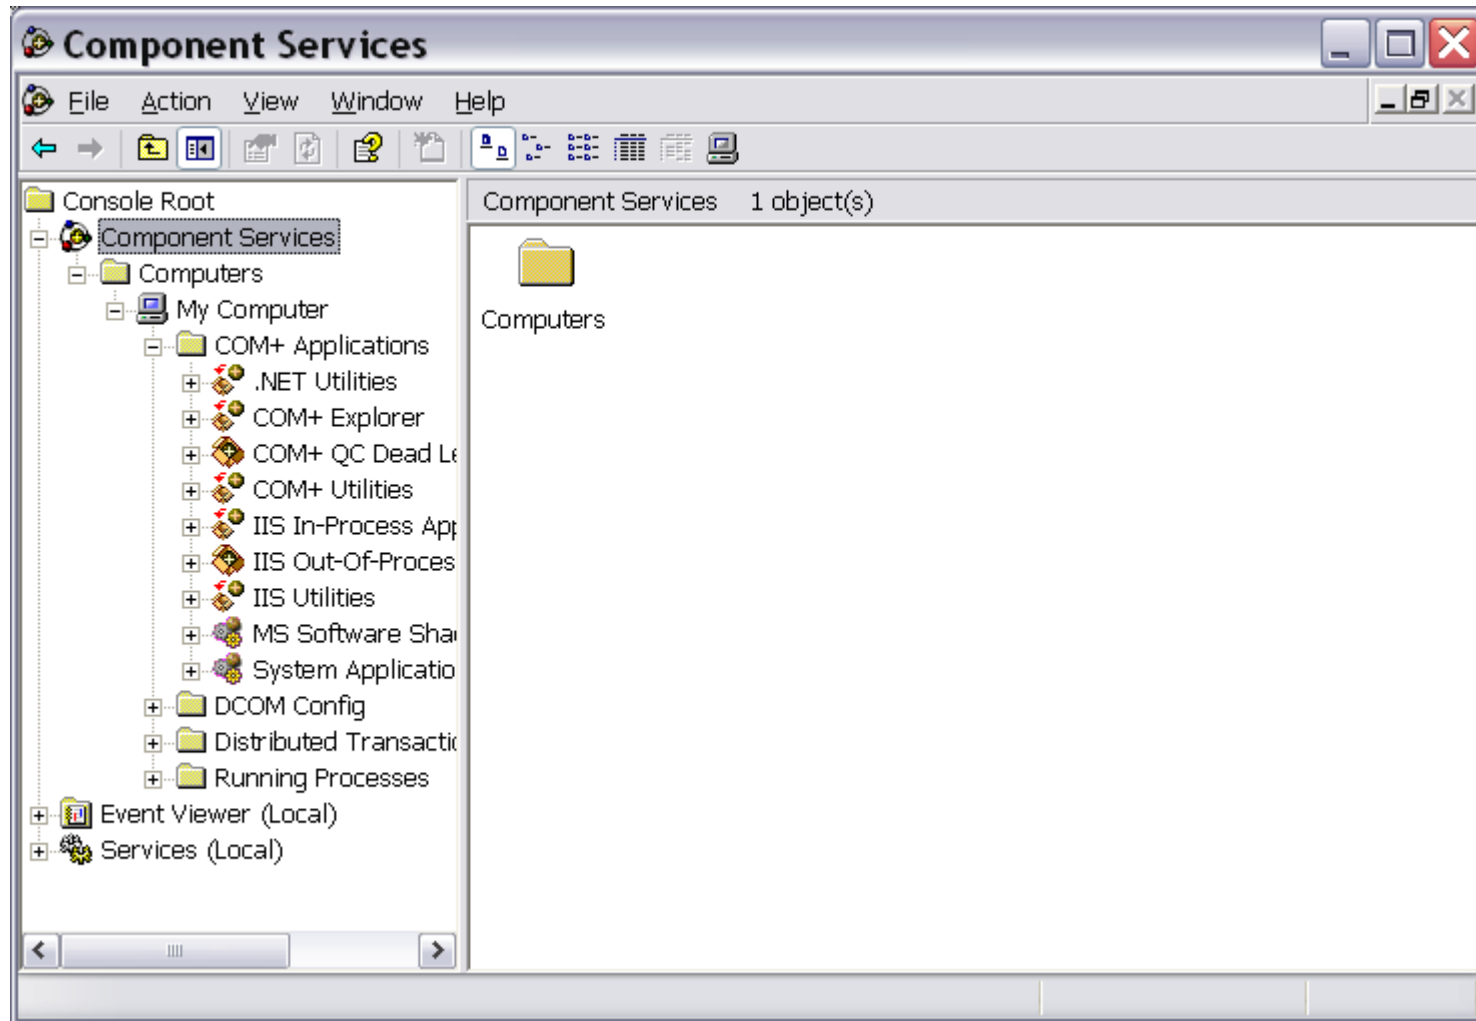 Component Services
File Action View Window Help
Console Root
Component Services 1 object(s)
Component Services
Computers
My Computer
COM+ Applications
.NET Utilities
COM+ Explorer
COM+ QC Dead Le
COM+ Utilities
IIS In-Process App
IIS Out-Of-Proces
IIS Utilities
MS Software Shad
System Applicatio
DCOM Config
Distributed Transactio
Running Processes
Event Viewer (Local)
Services (Local)
Computers